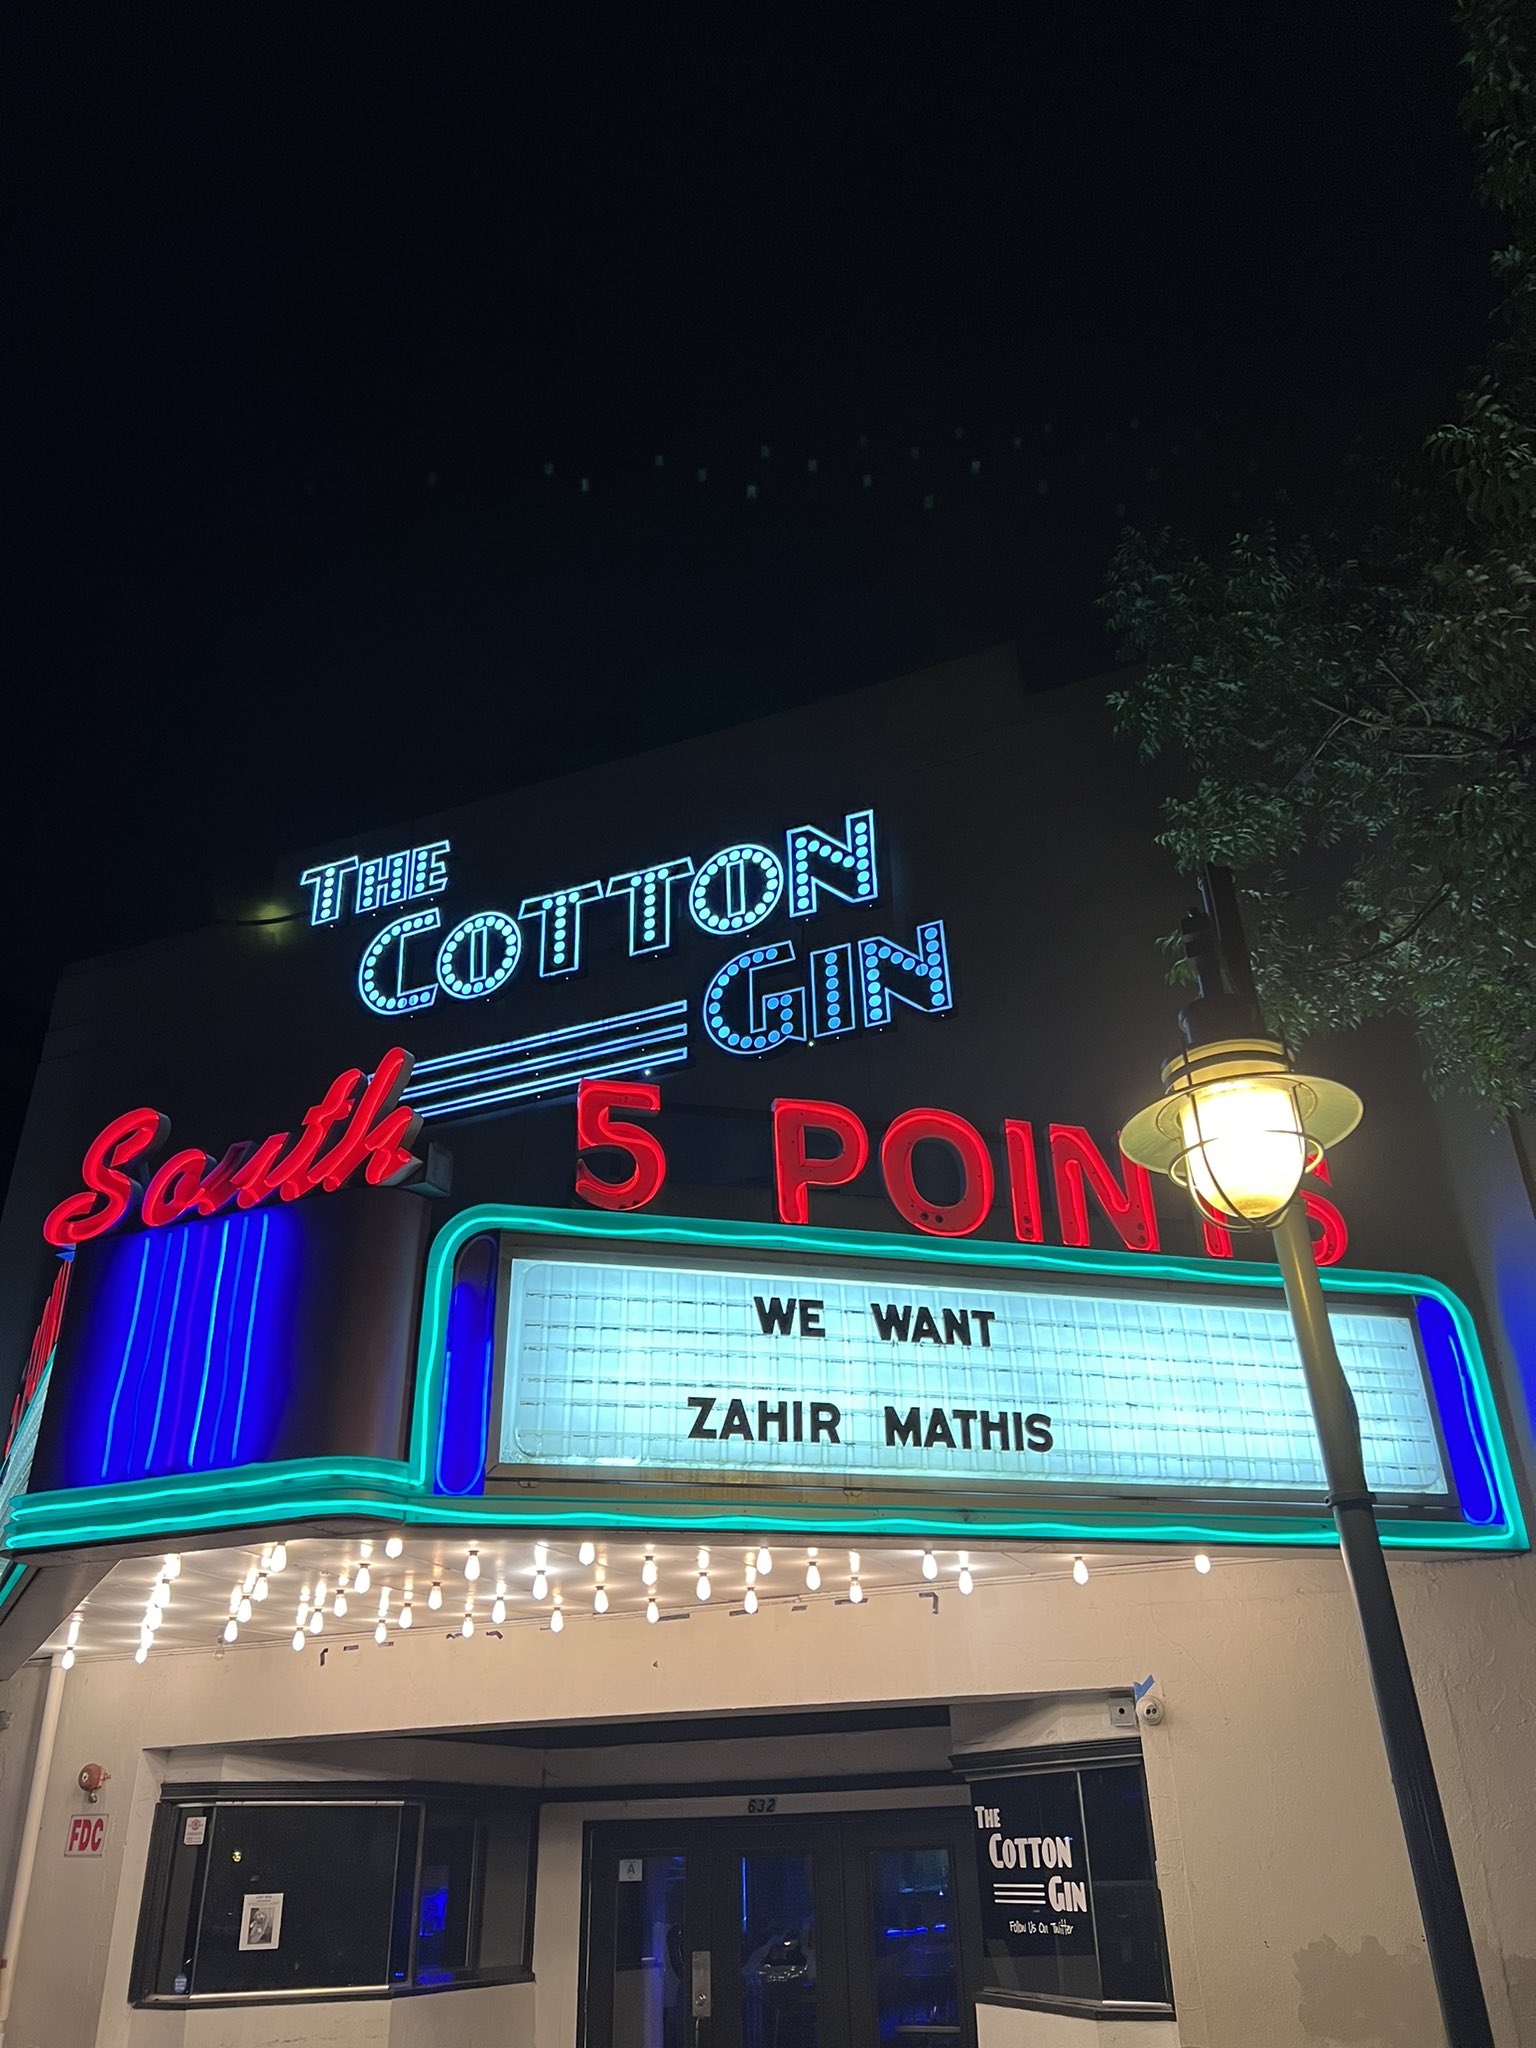 THE
COTTON
GIN
South
5 POINTS
WE WANT
ZAHIR MATHIS
632
FDC
A
THE
COTTON
GIN
Follow Us On Twitter